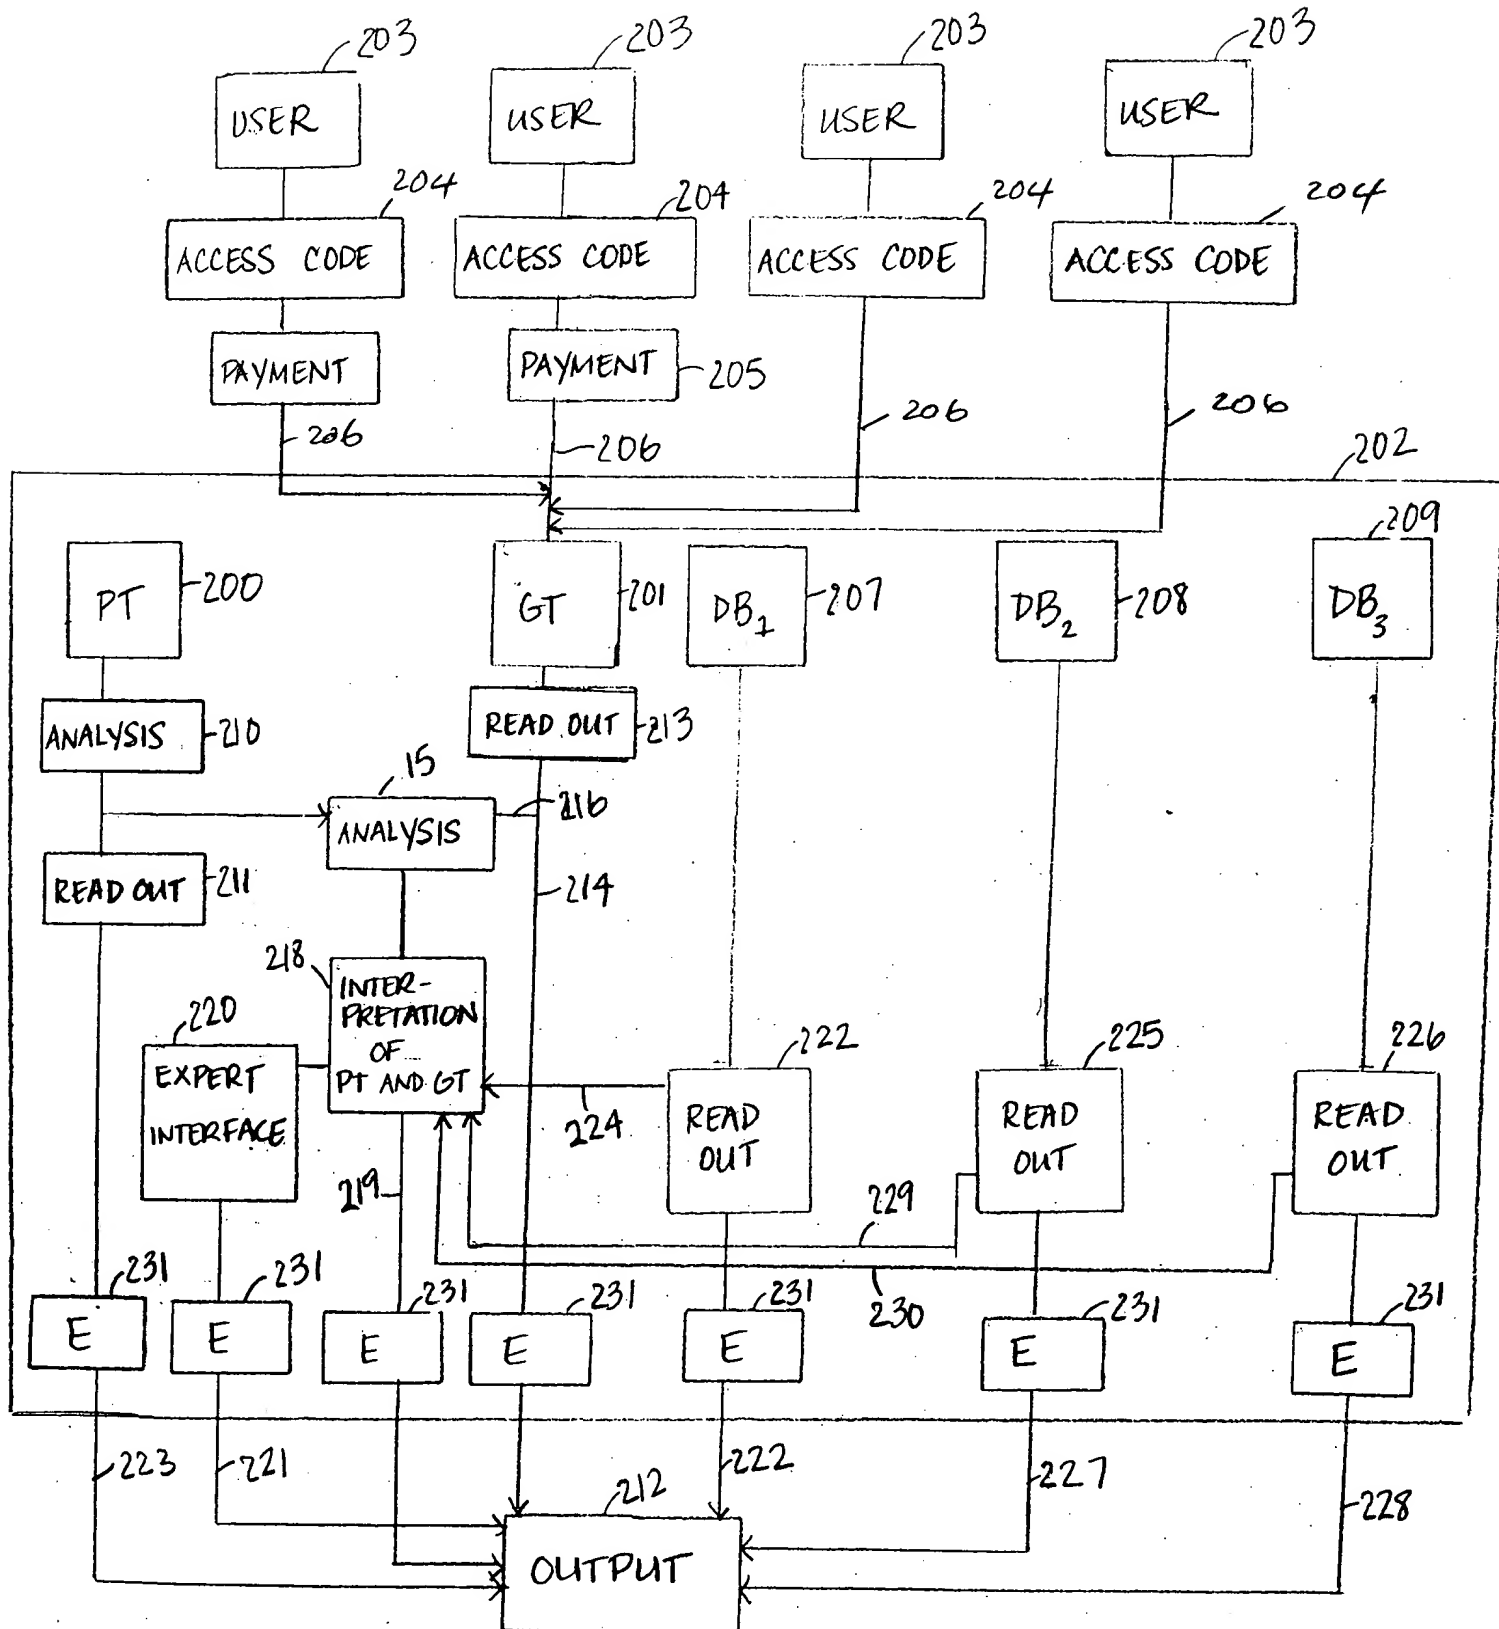 203 203 203 203
USER USER USER USER
204 204 204 204
ACCESS CODE ACCESS CODE ACCESS CODE ACCESS CODE
PAYMENT PAYMENT 205
206 206 206 206
202
209
PT 200 GT 201 DB1 207 DB2 208 DB3
ANALYSIS 210 READ OUT 213
15
ANALYSIS 216
READ OUT 211 214
218
INTER-
PRETATION
OF
PT AND GT
220
EXPERT
INTERFACE
222 225 226
READ
OUT
READ
OUT
READ
OUT
224
219 229
230
231 231 231 231 231 231 231
E E E E E E E
223 221 222 227 228
212
OUTPUT